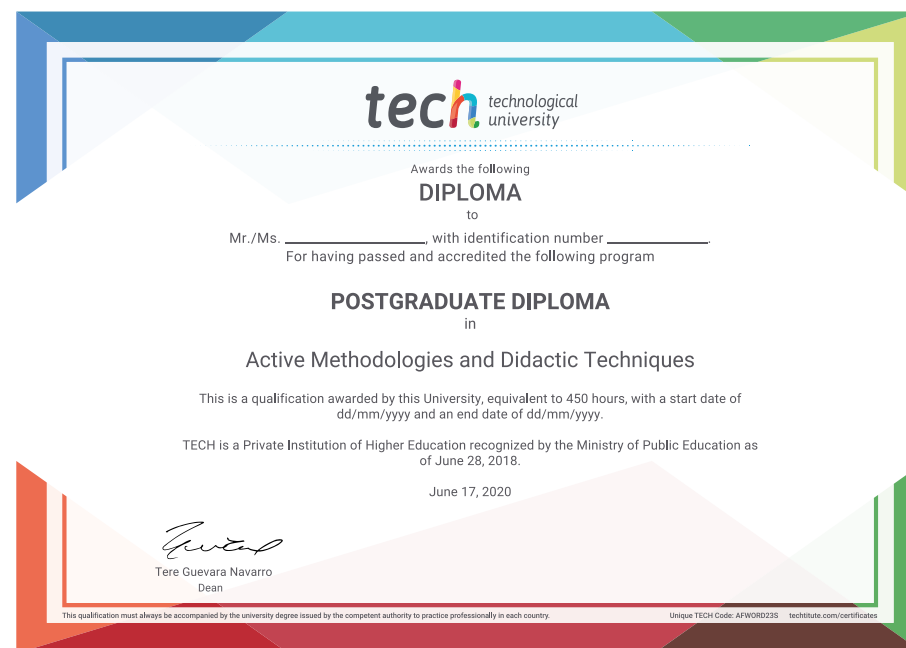 tech technological
university
Awards the following
DIPLOMA
to
Mr./Ms. ____________________, with identification number ______________.
For having passed and accredited the following program
POSTGRADUATE DIPLOMA
in
Active Methodologies and Didactic Techniques
This is a qualification awarded by this University, equivalent to 450 hours, with a start date of
dd/mm/yyyy and an end date of dd/mm/yyyy.
TECH is a Private Institution of Higher Education recognized by the Ministry of Public Education as
of June 28, 2018.
June 17, 2020
Tere Guevara Navarro
Dean
This qualification must always be accompanied by the university degree issued by the competent authority to practice professionally in each country. Unique TECH Code: AFWORD23S techtitute.com/certificates